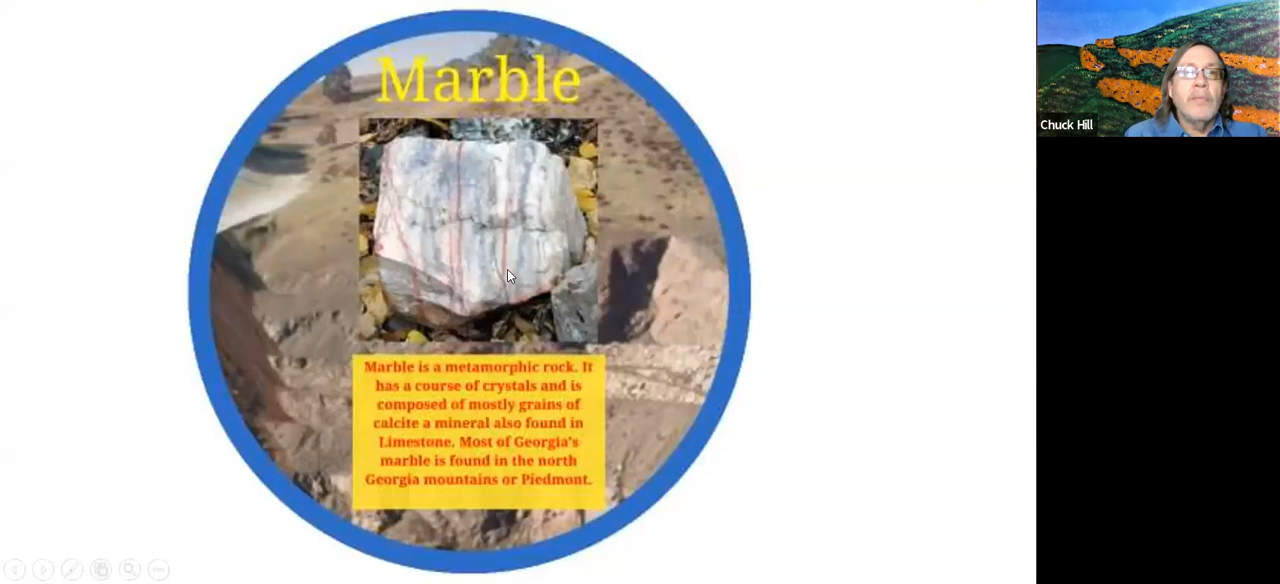 Marble
Marble is a metamorphic rock. It
has a course of crystals and is
composed of mostly grains of
calcite a mineral also found in
Limestone. Most of Georgia's
marble is found in the north
Georgia mountains or Piedmont.
Chuck Hill